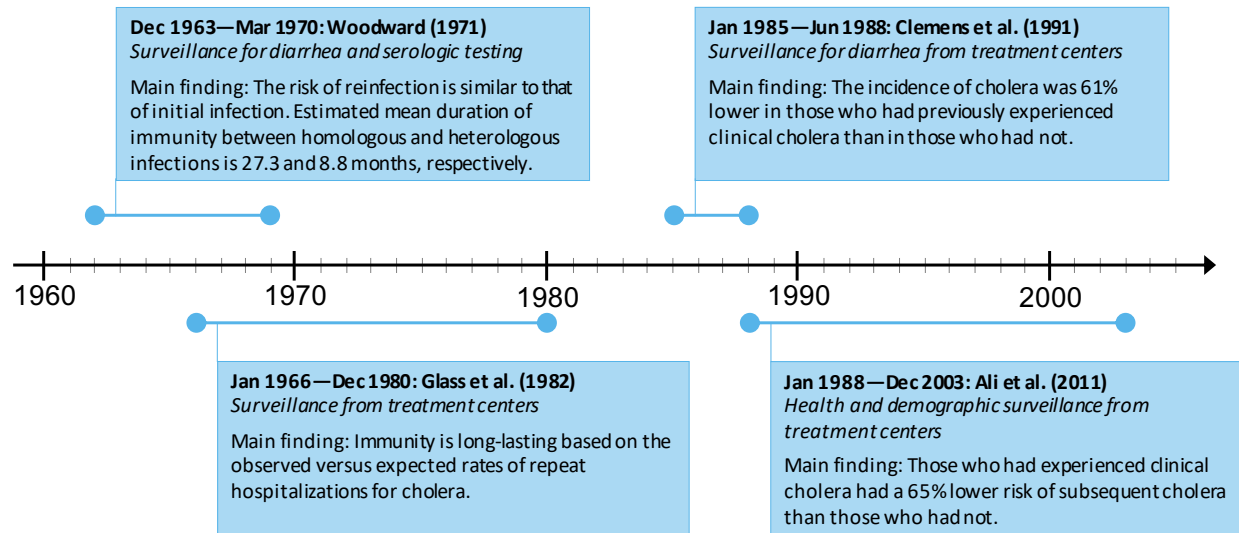 Dec 1963—Mar 1970: Woodward (1971)
Surveillance for diarrhea and serologic testing
Main finding: The risk of reinfection is similar to that
of initial infection. Estimated mean duration of
immunity between homologous and heterologous
infections is 27.3 and 8.8 months, respectively.
Jan 1985—Jun 1988: Clemens et al. (1991)
Surveillance for diarrhea from treatment centers
Main finding: The incidence of cholera was 61%
lower in those who had previously experienced
clinical cholera than in those who had not.
1960 1970 1980 1990 2000
Jan 1966—Dec 1980: Glass et al. (1982)
Surveillance from treatment centers
Main finding: Immunity is long-lasting based on the
observed versus expected rates of repeat
hospitalizations for cholera.
Jan 1988—Dec 2003: Ali et al. (2011)
Health and demographic surveillance from
treatment centers
Main finding: Those who had experienced clinical
cholera had a 65% lower risk of subsequent cholera
than those who had not.